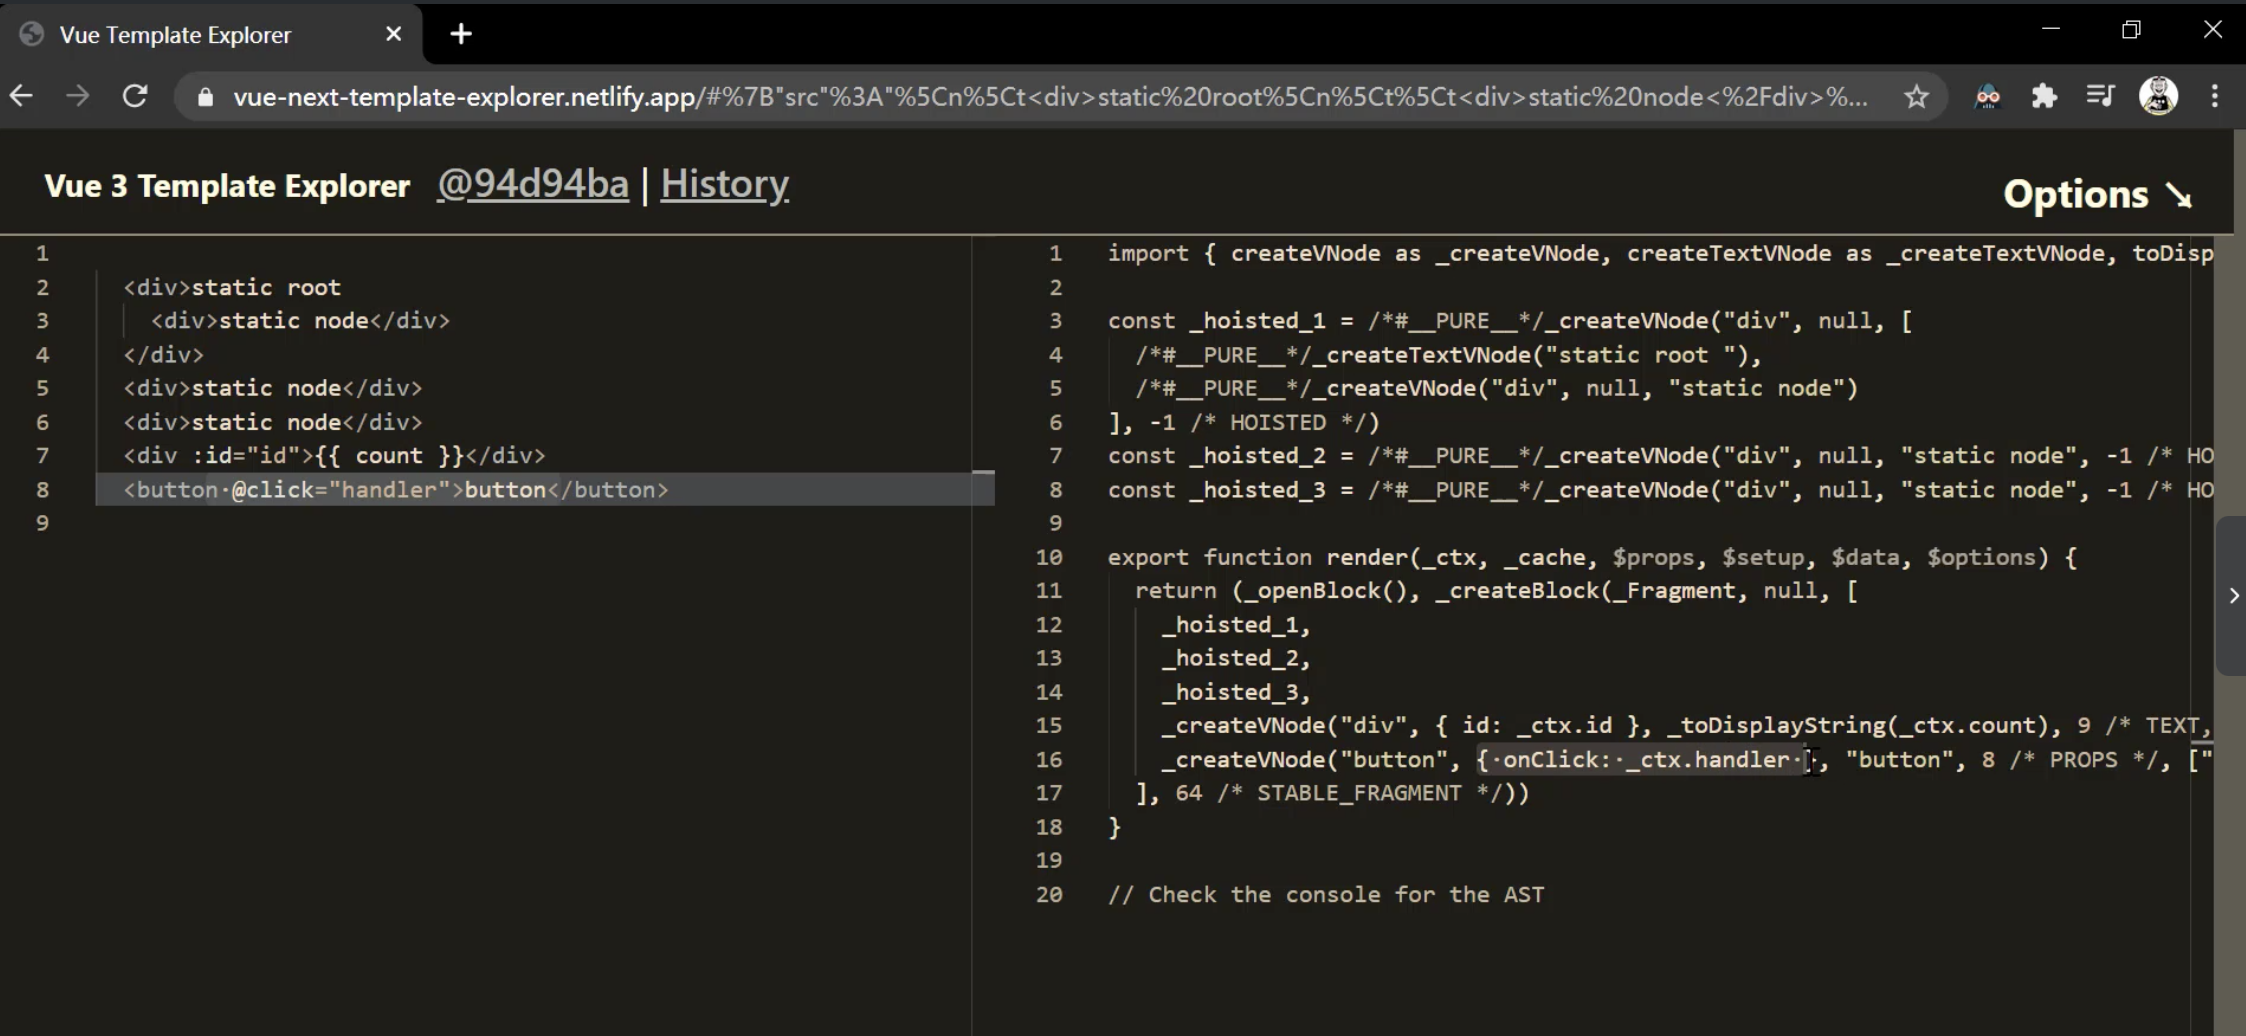 Vue Template Explorer
vue-next-template-explorer.netlify.app/#%7B"src"%3A"%5Cn%5Ct<div>static%20root%5Cn%5Ct%5Ct<div>static%20node<%2Fdiv>%...
Vue 3 Template Explorer @94d94ba | History
Options ↘
1
2 <div>static root
3 <div>static node</div>
4 </div>
5 <div>static node</div>
6 <div>static node</div>
7 <div :id="id">{{ count }}</div>
8 <button·@click="handler">button</button>
9
1 import { createVNode as _createVNode, createTextVNode as _createTextVNode, toDisp
2
3 const _hoisted_1 = /*#__PURE__*/_createVNode("div", null, [
4 /*#__PURE__*/_createTextVNode("static root "),
5 /*#__PURE__*/_createVNode("div", null, "static node")
6 ], -1 /* HOISTED */)
7 const _hoisted_2 = /*#__PURE__*/_createVNode("div", null, "static node", -1 /* HO
8 const _hoisted_3 = /*#__PURE__*/_createVNode("div", null, "static node", -1 /* HO
9
10 export function render(_ctx, _cache, $props, $setup, $data, $options) {
11 return (_openBlock(), _createBlock(_Fragment, null, [
12 _hoisted_1,
13 _hoisted_2,
14 _hoisted_3,
15 _createVNode("div", { id: _ctx.id }, _toDisplayString(_ctx.count), 9 /* TEXT,
16 _createVNode("button", {·onClick:·_ctx.handler·}, "button", 8 /* PROPS */, ["
17 ], 64 /* STABLE_FRAGMENT */))
18 }
19
20 // Check the console for the AST